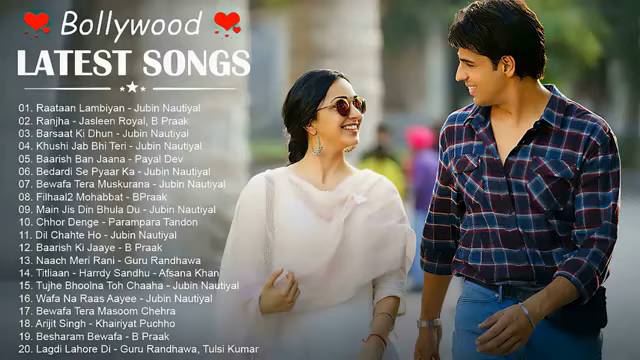 Bollywood
LATEST SONGS
01. Raataan Lambiyan - Jubin Nautiyal
02. Ranjha - Jasleen Royal, B Praak
03. Barsaat Ki Dhun - Jubin Nautiyal
04. Khushi Jab Bhi Teri - Jubin Nautiyal
05. Baarish Ban Jaana - Payal Dev
06. Bedardi Se Pyaar Ka - Jubin Nautiyal
07. Bewafa Tera Muskurana - Jubin Nautiyal
08. Filhaal2 Mohabbat - BPraak
09. Main Jis Din Bhula Du - Jubin Nautiyal
10. Chhor Denge - Parampara Tandon
11. Dil Chahte Ho - Jubin Nautiyal
12. Baarish Ki Jaaye - B Praak
13. Naach Meri Rani - Guru Randhawa
14. Titliaan - Harrdy Sandhu - Afsana Khan
15. Tujhe Bhoolna Toh Chaaha - Jubin Nautiyal
16. Wafa Na Raas Aayee - Jubin Nautiyal
17. Bewafa Tera Masoom Chehra
18. Arijit Singh - Khairiyat Puchho
19. Besharam Bewafa - B Praak
20. Lagdi Lahore Di - Guru Randhawa, Tulsi Kumar